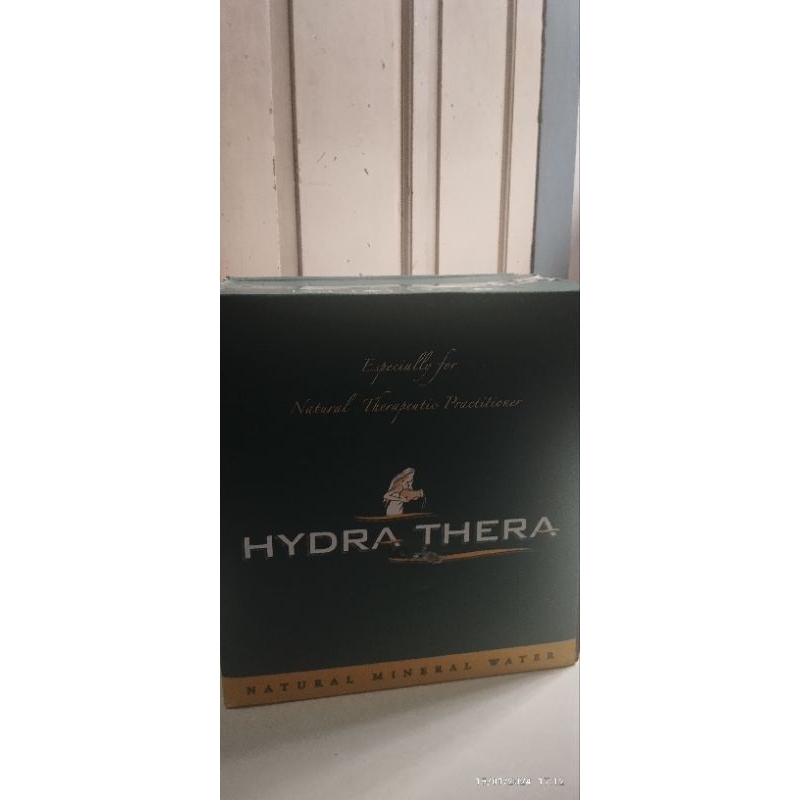 Especially for
Natural Therapeutic Practitioner
HYDRA THERA
NATURAL MINERAL WATER